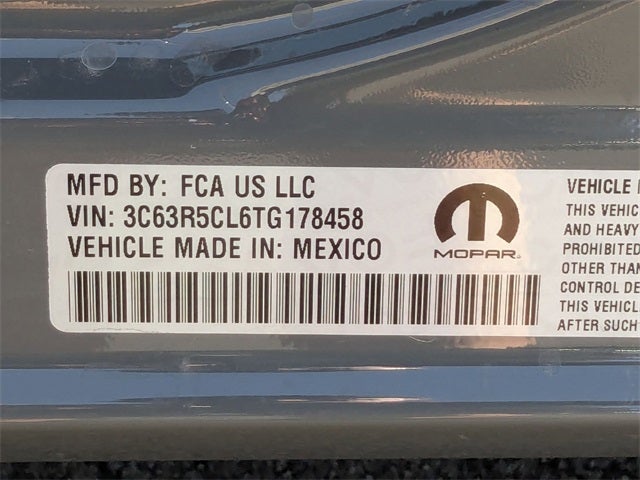 MFD BY: FCA US LLC
VIN: 3C63R5CL6TG178458
VEHICLE MADE IN: MEXICO
MOPAR
VEHICLE
THIS VEHIC
AND HEAVY
PROHIBITED
OTHER THAN
CONTROL DE
THIS VEHICL
AFTER SUCH